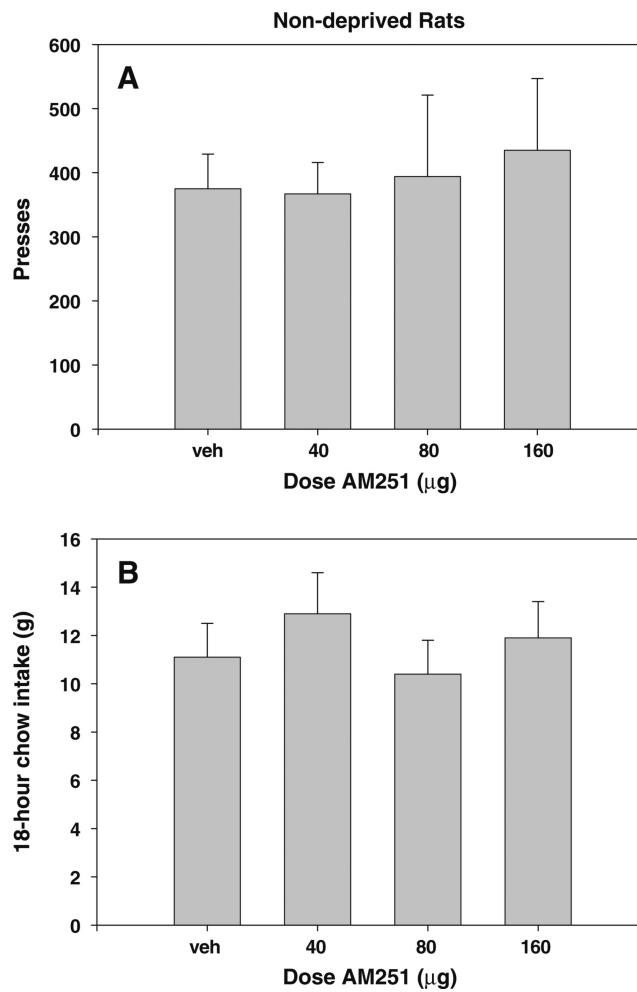 Non-deprived Rats
A
Presses
600
500
400
300
200
100
0
veh 40 80 160
Dose AM251 (μg)
B
18-hour chow intake (g)
16
14
12
10
8
6
4
2
0
veh 40 80 160
Dose AM251 (μg)